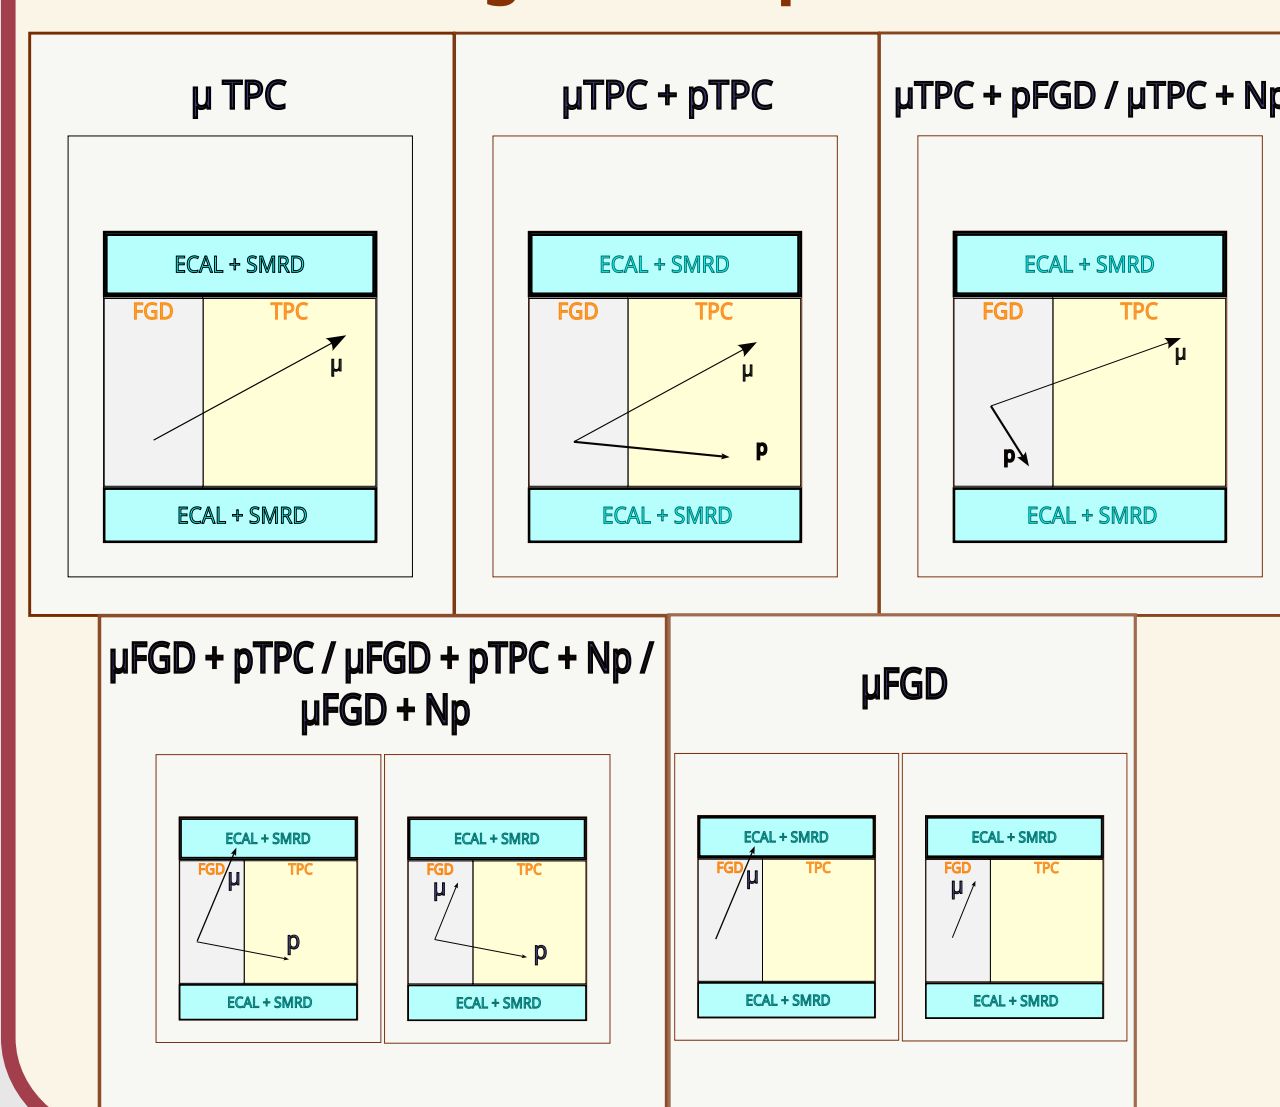 μ TPC
μTPC + pTPC
μTPC + pFGD / μTPC + Np
ECAL + SMRD
ECAL + SMRD
ECAL + SMRD
FGD TPC
FGD TPC
FGD TPC
μ
μ
μ
p
p
ECAL + SMRD
ECAL + SMRD
ECAL + SMRD
μFGD + pTPC / μFGD + pTPC + Np /
μFGD + Np
μFGD
ECAL + SMRD
ECAL + SMRD
ECAL + SMRD
ECAL + SMRD
FGD TPC
FGD TPC
FGD TPC
FGD TPC
μ
μ
μ
μ
p
p
ECAL + SMRD
ECAL + SMRD
ECAL + SMRD
ECAL + SMRD